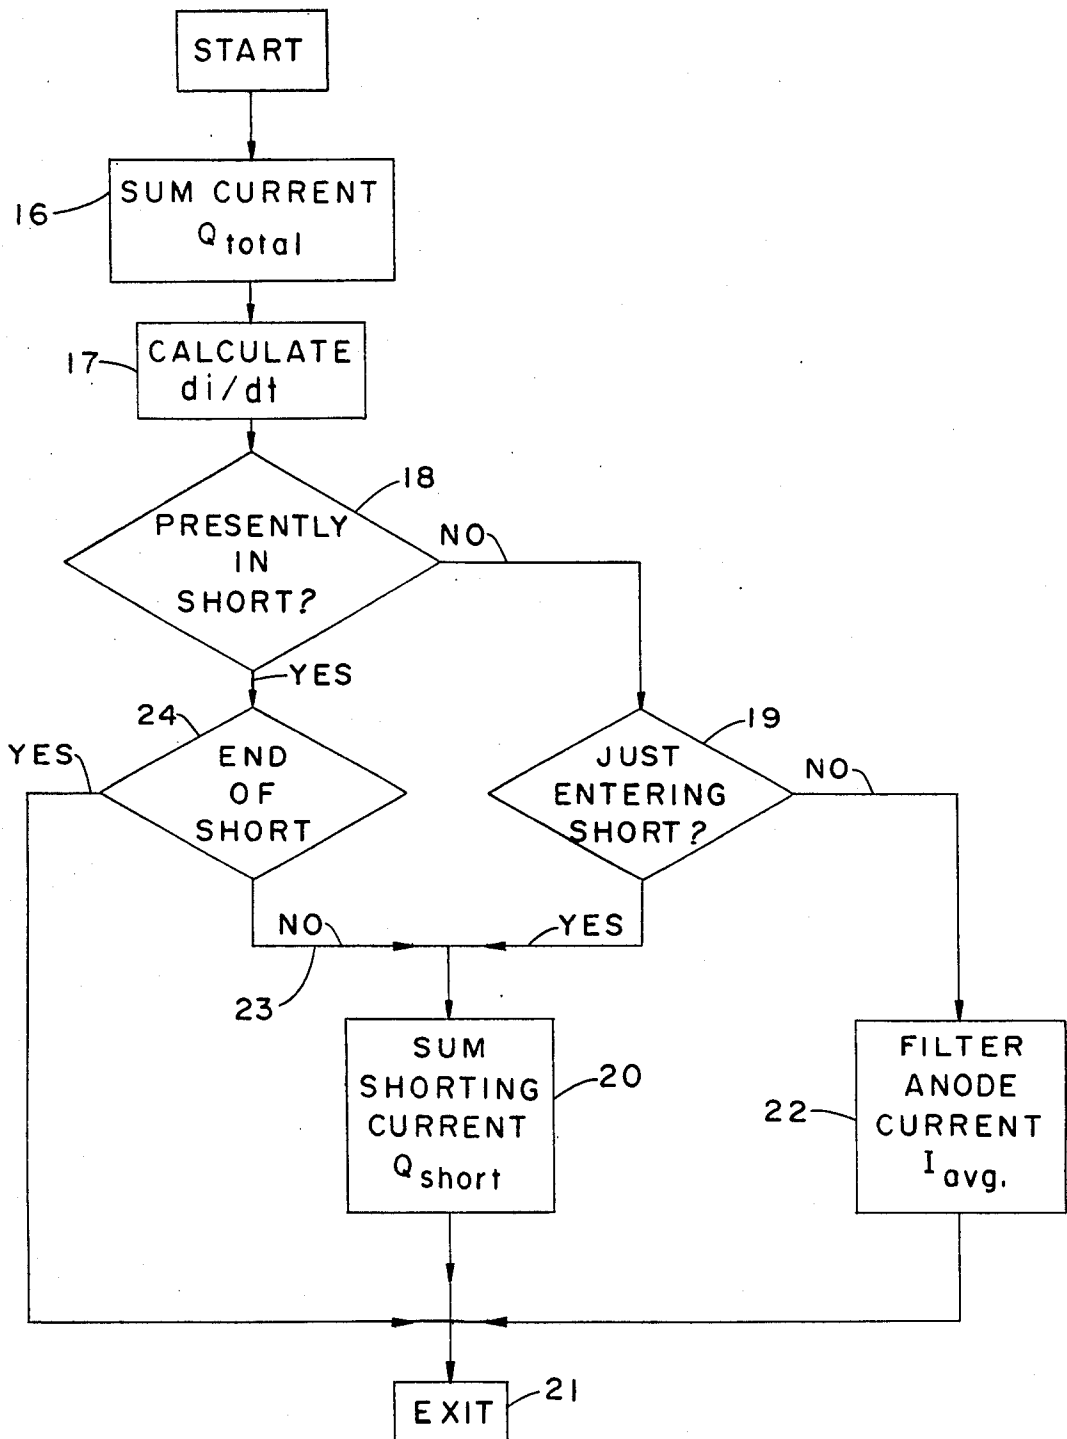 START
16
SUM CURRENT
Qtotal
17
CALCULATE
di/dt
18
PRESENTLY
IN
SHORT?
NO
YES
24
YES
END
OF
SHORT
19
JUST
ENTERING
SHORT?
NO
NO
YES
23
SUM
SHORTING
CURRENT
Qshort
20
22
FILTER
ANODE
CURRENT
Iavg.
EXIT
21